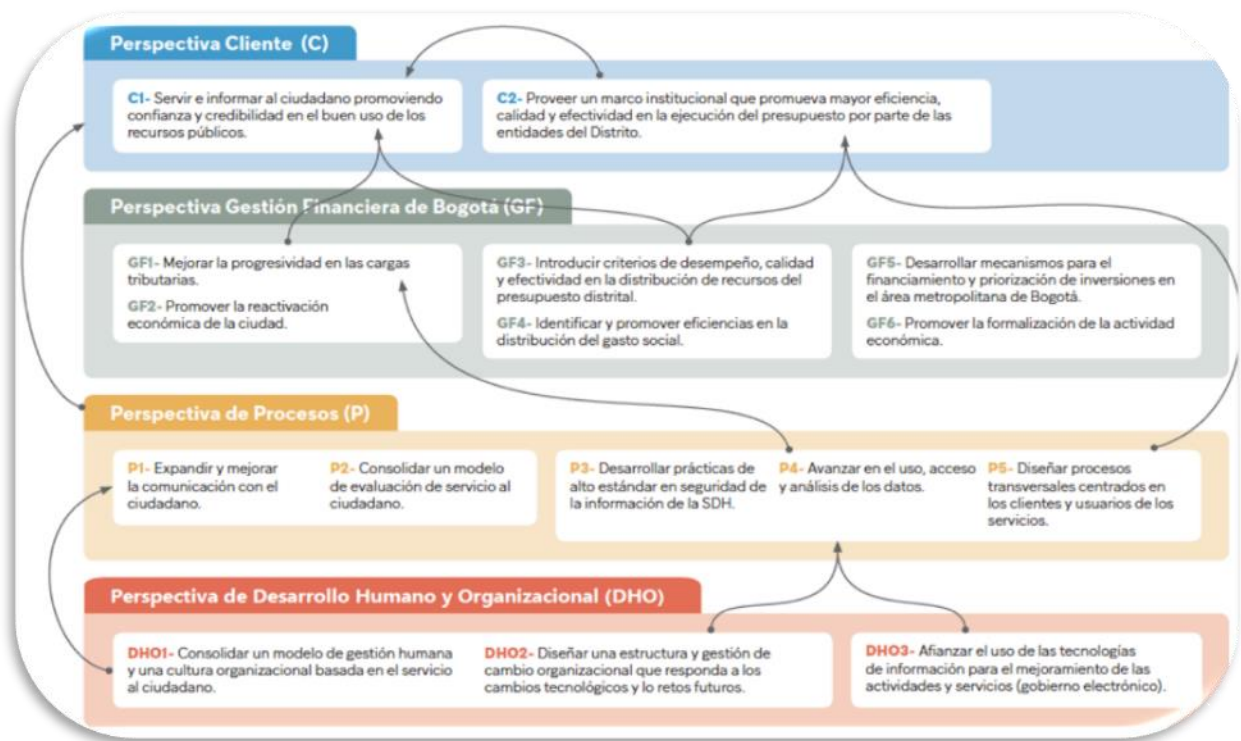 Perspectiva Cliente (C)
C1- Servir e informar al ciudadano promoviendo
confianza y credibilidad en el buen uso de los
recursos públicos.
C2- Proveer un marco institucional que promueva mayor eficiencia,
calidad y efectividad en la ejecución del presupuesto por parte de las
entidades del Distrito.
Perspectiva Gestión Financiera de Bogotá (GF)
GF1- Mejorar la progresividad en las cargas
tributarias.
GF2- Promover la reactivación
económica de la ciudad.
GF3- Introducir criterios de desempeño, calidad
y efectividad en la distribución de recursos del
presupuesto distrital.
GF4- Identificar y promover eficiencias en la
distribución del gasto social.
GF5- Desarrollar mecanismos para el
financiamiento y priorización de inversiones en
el área metropolitana de Bogotá.
GF6- Promover la formalización de la actividad
económica.
Perspectiva de Procesos (P)
P1- Expandir y mejorar
la comunicación con el
ciudadano.
P2- Consolidar un modelo
de evaluación de servicio al
ciudadano.
P3- Desarrollar prácticas de
alto estándar en seguridad de
la información de la SDH.
P4- Avanzar en el uso, acceso
y análisis de los datos.
P5- Diseñar procesos
transversales centrados en
los clientes y usuarios de los
servicios.
Perspectiva de Desarrollo Humano y Organizacional (DHO)
DHO1- Consolidar un modelo de gestión humana
y una cultura organizacional basada en el servicio
al ciudadano.
DHO2- Diseñar una estructura y gestión de
cambio organizacional que responda a los
cambios tecnológicos y lo retos futuros.
DHO3- Afianzar el uso de las tecnologías
de información para el mejoramiento de las
actividades y servicios (gobierno electrónico).